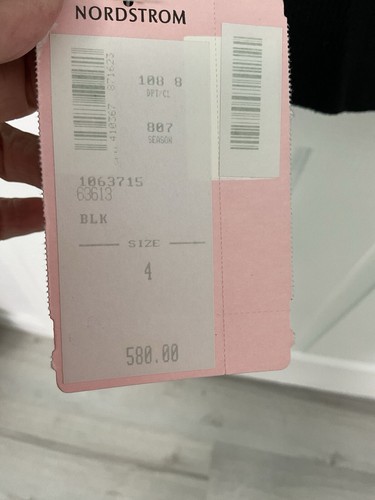 NORDSTROM
108 8
DPT/CL
807
SEASON
1063715
63613
BLK
SIZE
4
580.00